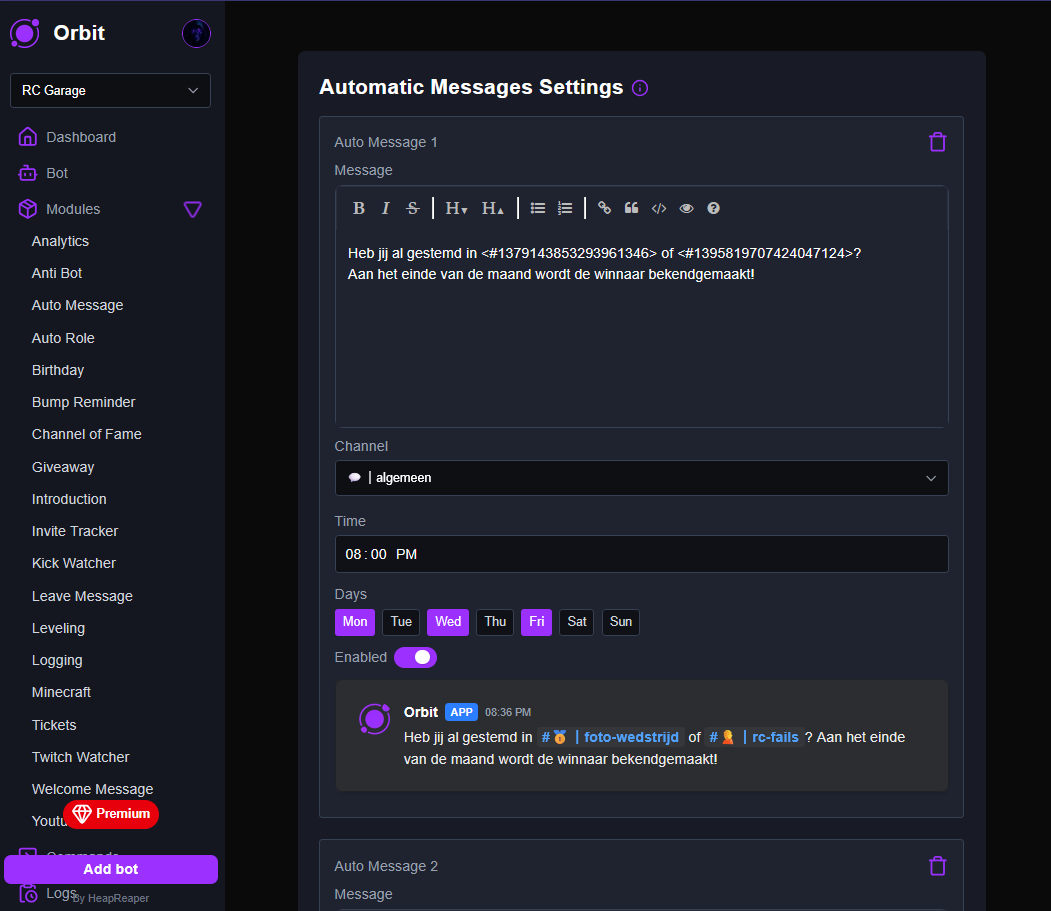 Orbit
RC Garage
Dashboard
Bot
Modules
Analytics
Anti Bot
Auto Message
Auto Role
Birthday
Bump Reminder
Channel of Fame
Giveaway
Introduction
Invite Tracker
Kick Watcher
Leave Message
Leveling
Logging
Minecraft
Tickets
Twitch Watcher
Welcome Message
Premium
Add bot
Logs
By HeapReaper
Automatic Messages Settings
Auto Message 1
Message
B I S H▾ H▴
Heb jij al gestemd in <#1379143853293961346> of <#1395819707424047124>?
Aan het einde van de maand wordt de winnaar bekendgemaakt!
Channel
💬 | algemeen
Time
08:00 PM
Days
Mon Tue Wed Thu Fri Sat Sun
Enabled
Orbit APP 08:36 PM
Heb jij al gestemd in #🥇 | foto-wedstrijd of #🤦 | rc-fails ? Aan het einde
van de maand wordt de winnaar bekendgemaakt!
Auto Message 2
Message